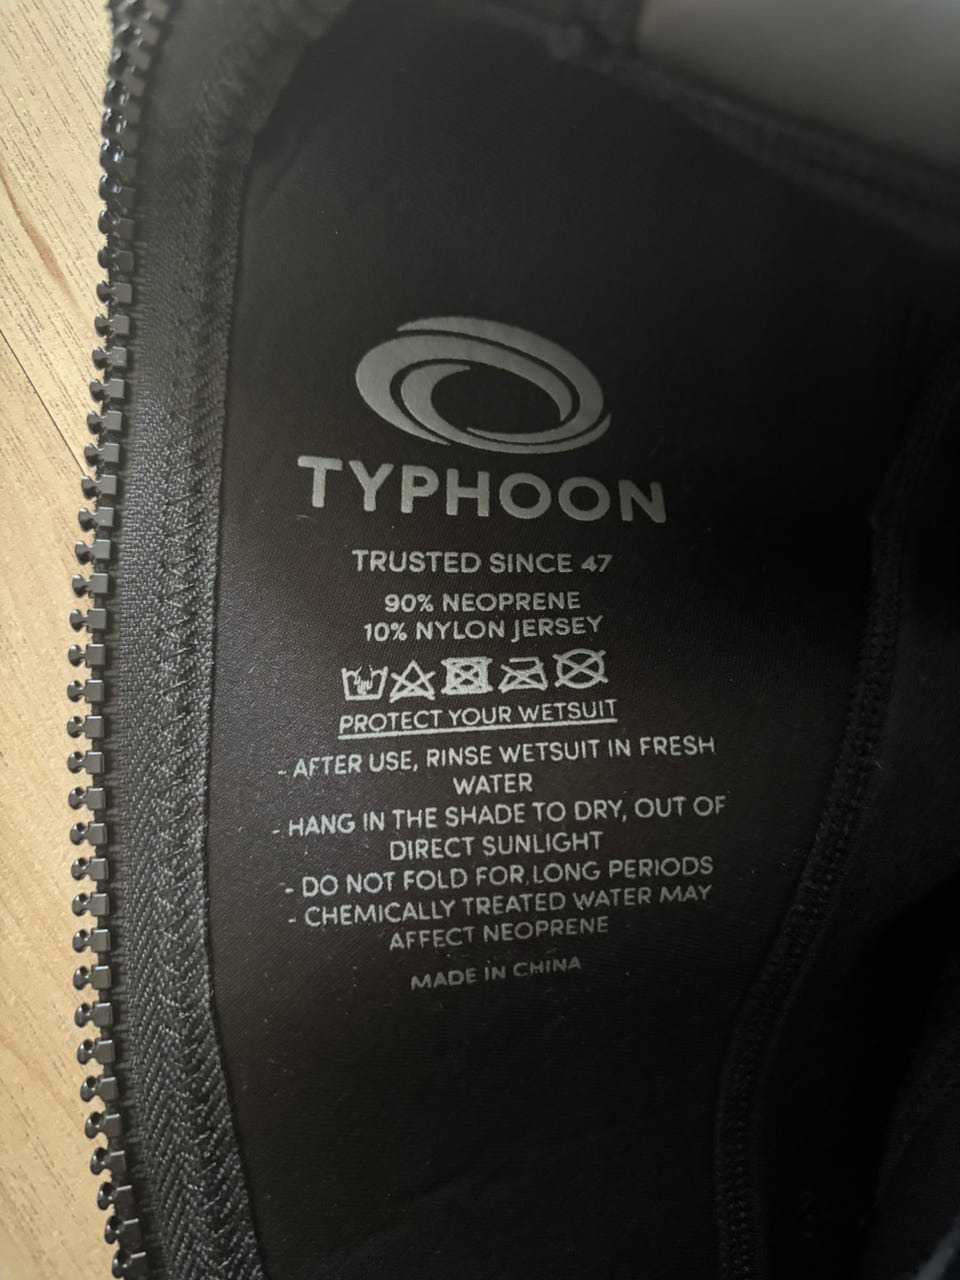 TYPHOON
TRUSTED SINCE 47
90% NEOPRENE
10% NYLON JERSEY
PROTECT YOUR WETSUIT
- AFTER USE, RINSE WETSUIT IN FRESH
WATER
- HANG IN THE SHADE TO DRY, OUT OF
DIRECT SUNLIGHT
- DO NOT FOLD FOR LONG PERIODS
- CHEMICALLY TREATED WATER MAY
AFFECT NEOPRENE
MADE IN CHINA